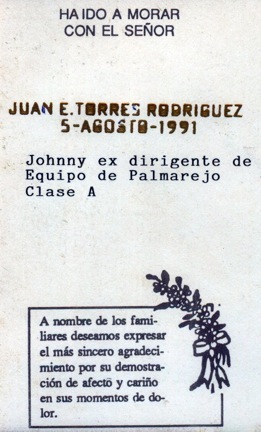 HA IDO A MORAR
CON EL SEÑOR
JUAN E. TORRES RODRIGUEZ
5-AGOSTO-1991
Johnny ex dirigente de
Equipo de Palmarejo
Clase A
A nombre de los fami-
liares deseamos expresar
el más sincero agradeci-
miento por su demostra-
ción de afecto y cariño
en sus momentos de do-
lor.